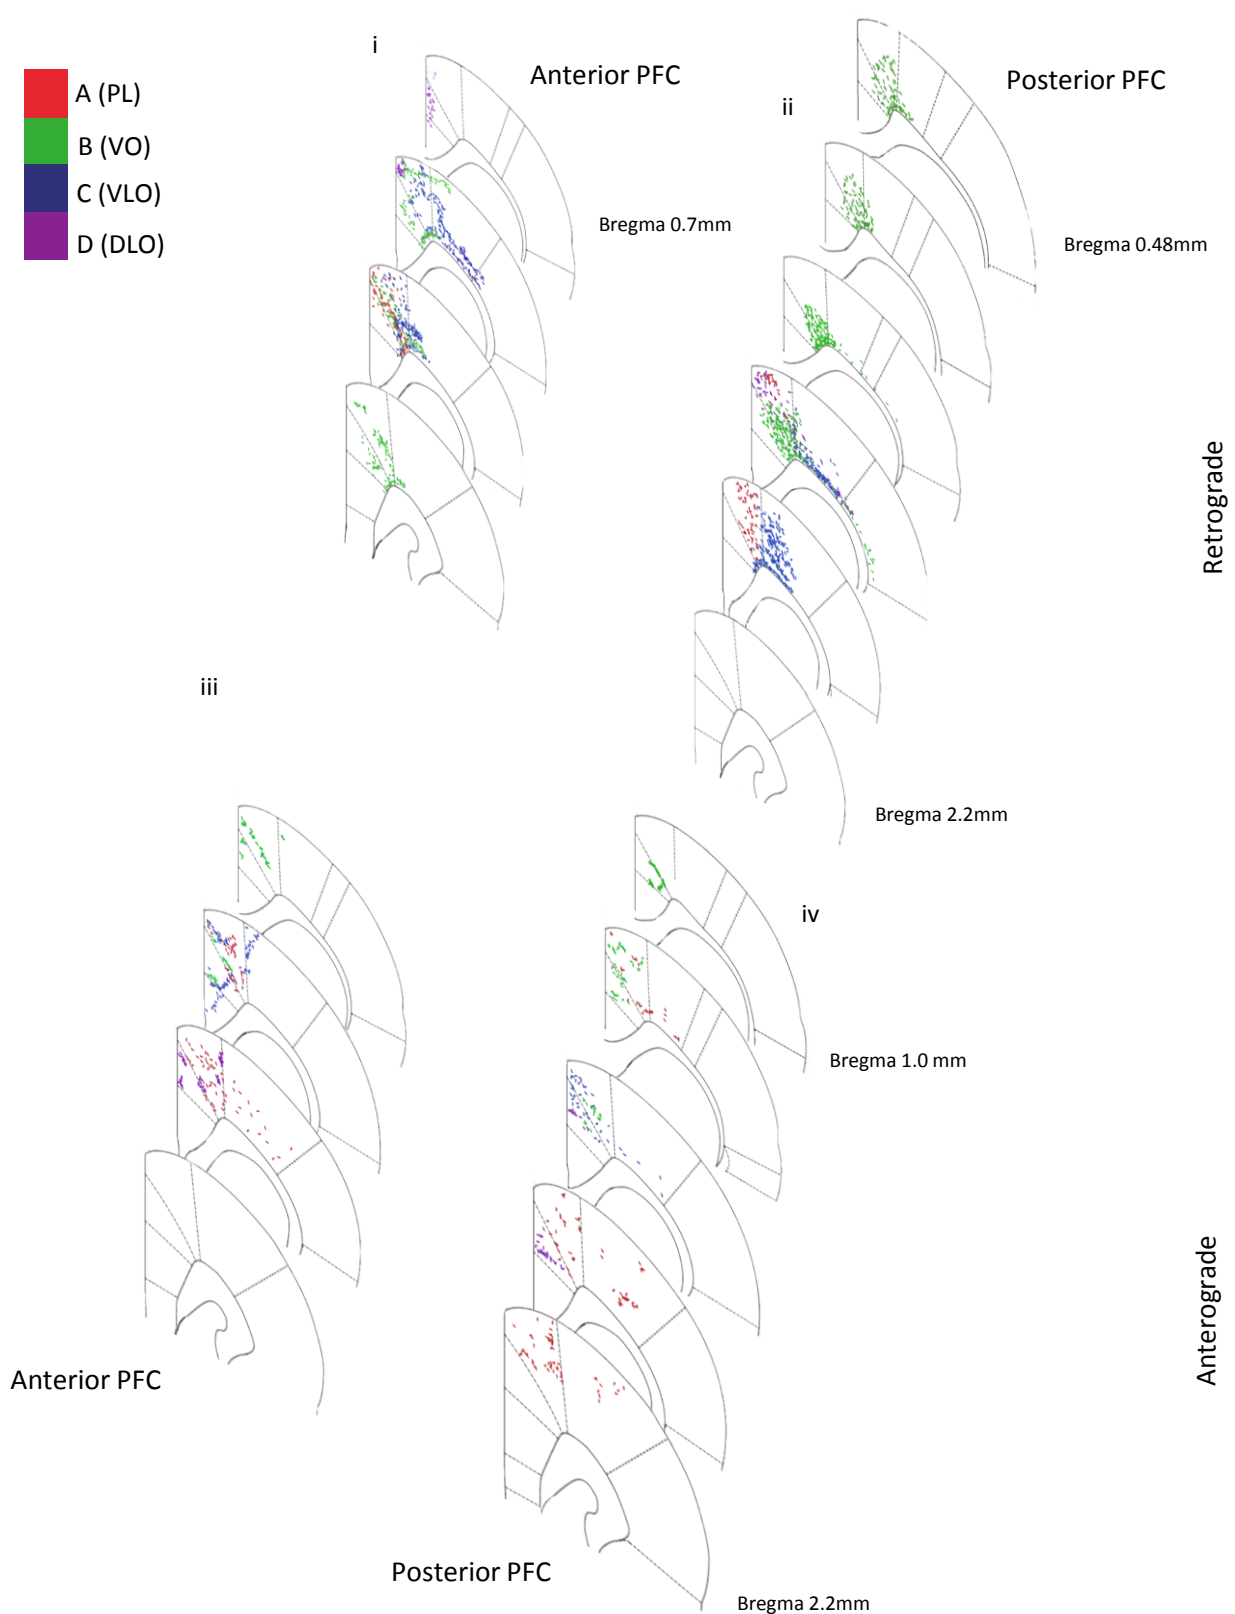 i
Anterior PFC
Posterior PFC
A (PL)
B (VO)
C (VLO)
D (DLO)
ii
Bregma 0.7mm
Bregma 0.48mm
Retrograde
iii
Bregma 2.2mm
iv
Bregma 1.0 mm
Anterograde
Anterior PFC
Posterior PFC
Bregma 2.2mm